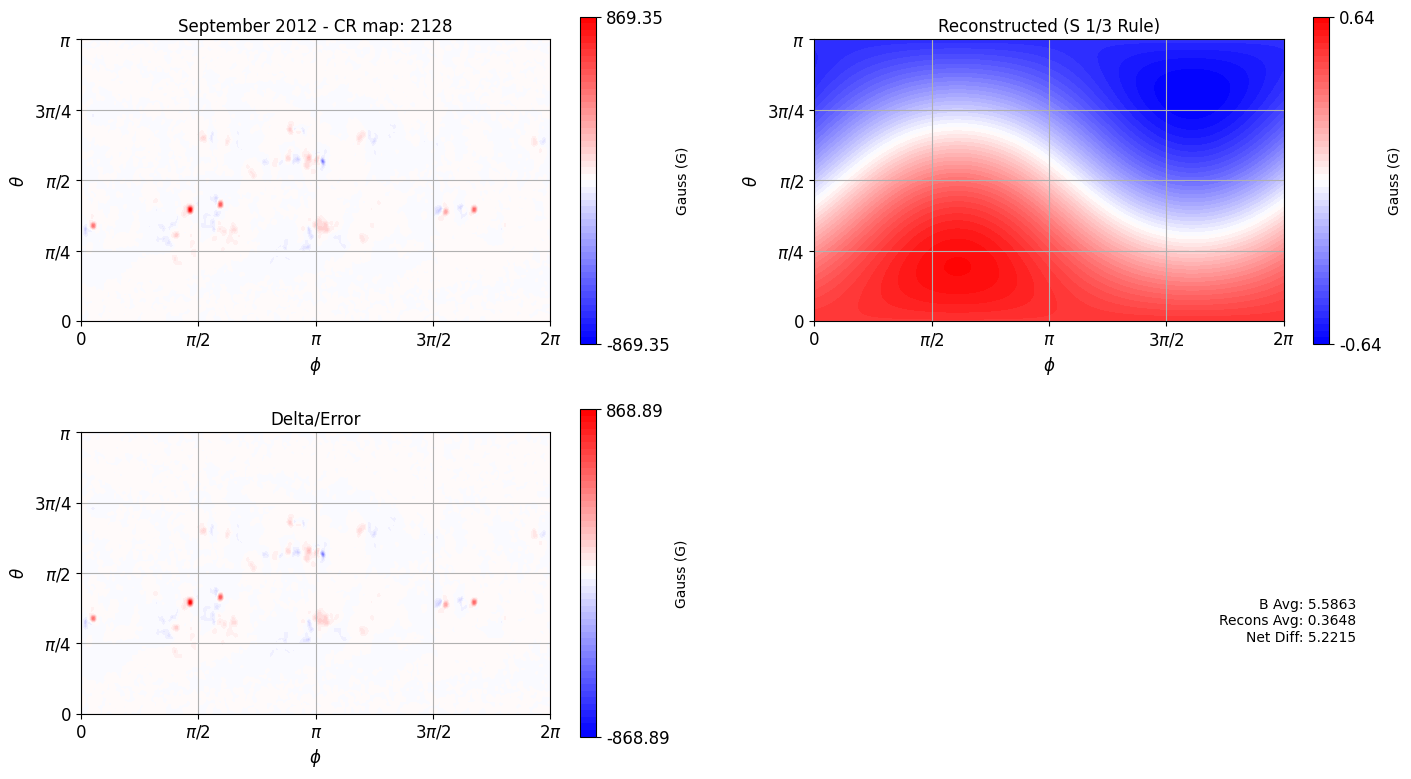 September 2012 - CR map: 2128
π
3π/4
π/2
π/4
0
θ
0
π/2
π
3π/2
2π
ϕ
869.35
-869.35
Gauss (G)
Reconstructed (S 1/3 Rule)
π
3π/4
π/2
π/4
0
θ
0
π/2
π
3π/2
2π
ϕ
0.64
-0.64
Gauss (G)
Delta/Error
π
3π/4
π/2
π/4
0
θ
0
π/2
π
3π/2
2π
ϕ
868.89
-868.89
Gauss (G)
B Avg: 5.5863
Recons Avg: 0.3648
Net Diff: 5.2215